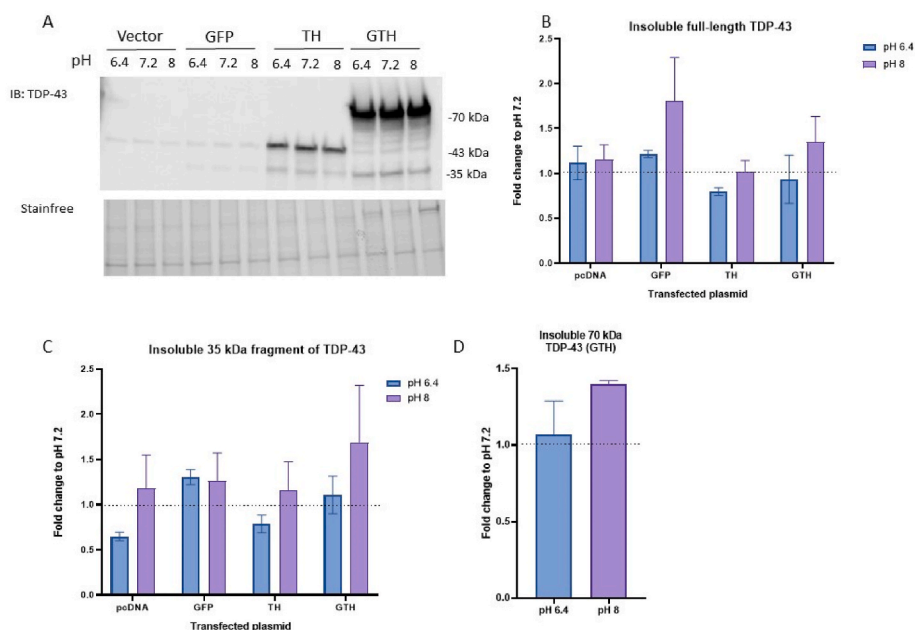 A
Vector GFP TH GTH
pH 6.4 7.2 8 6.4 7.2 8 6.4 7.2 8 6.4 7.2 8
IB: TDP-43
-70 kDa
-43 kDa
-35 kDa
Stainfree
B
Insoluble full-length TDP-43
pH 6.4
pH 8
Fold change to pH 7.2
2.5
2.0
1.5
1.0
0.5
0.0
pcDNA GFP TH GTH
Transfected plasmid
C
Insoluble 35 kDa fragment of TDP-43
pH 6.4
pH 8
Fold change to pH 7.2
2.5
2.0
1.5
1.0
0.5
0.0
pcDNA GFP TH GTH
Transfected plasmid
D
Insoluble 70 kDa
TDP-43 (GTH)
Fold change to pH 7.2
1.5
1.0
0.5
0.0
pH 6.4 pH 8